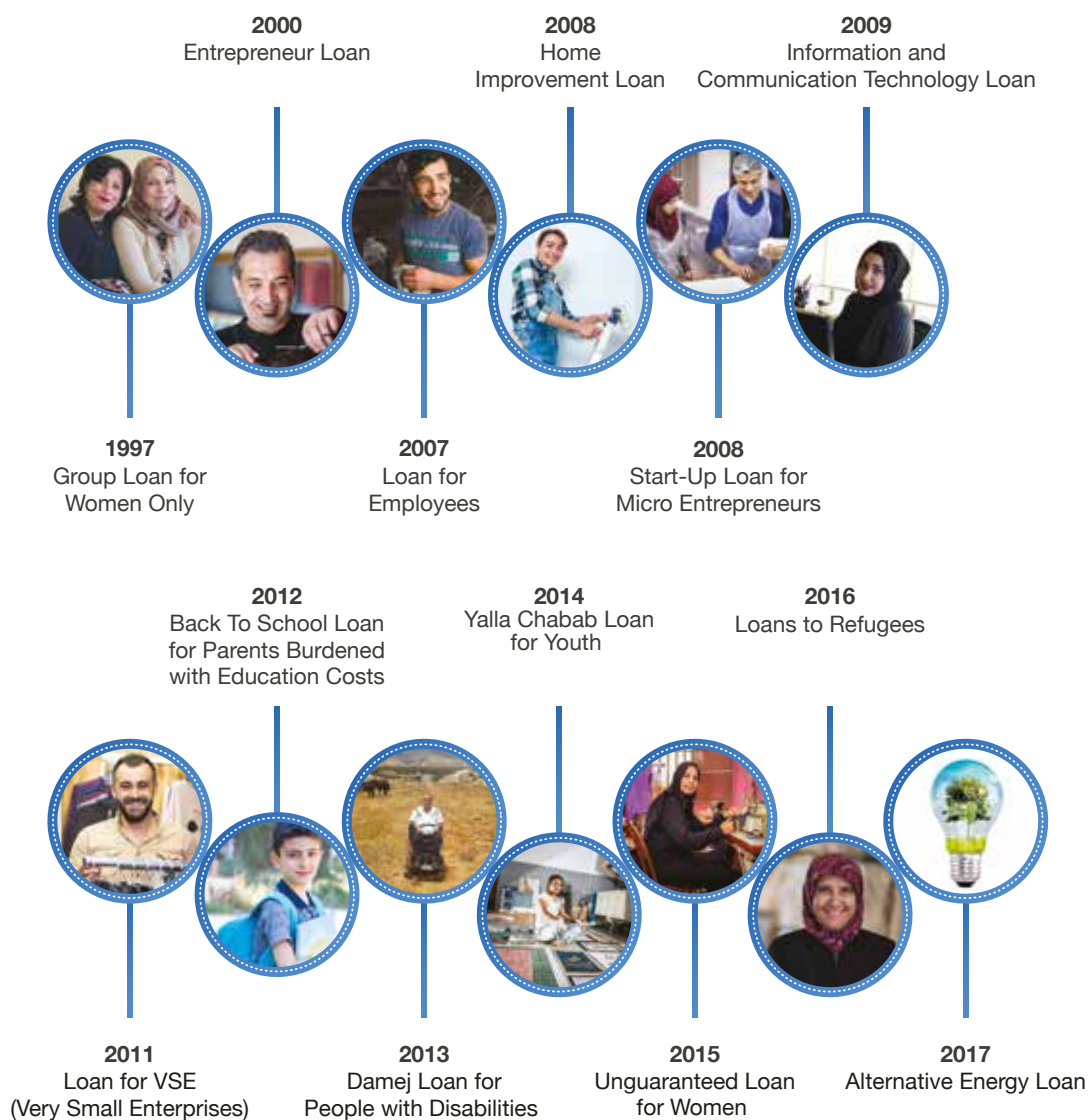 2000
Entrepreneur Loan
2008
Home
Improvement Loan
2009
Information and
Communication Technology Loan
1997
Group Loan for
Women Only
2007
Loan for
Employees
2008
Start-Up Loan for
Micro Entrepreneurs
2012
Back To School Loan
for Parents Burdened
with Education Costs
2014
Yalla Chabab Loan
for Youth
2016
Loans to Refugees
2011
Loan for VSE
(Very Small Enterprises)
2013
Damej Loan for
People with Disabilities
2015
Unguaranteed Loan
for Women
2017
Alternative Energy Loan